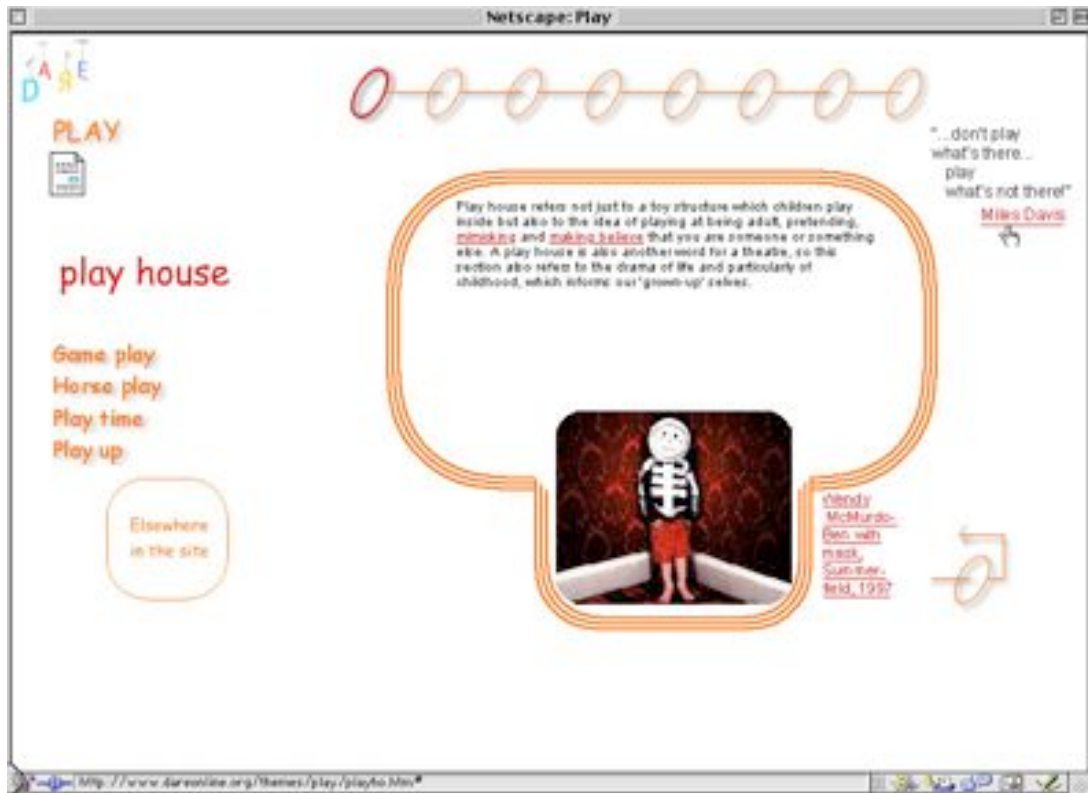 Netscape: Play
DARE
PLAY
"...don't play
what's there...
play
what's not there!"
Miles Davis
Play house refers not just to a toy structure which children play
inside but also to the idea of playing at being adult, pretending,
mimicking and making believe that you are someone or something
else. A play house is also another word for a theatre, so this
section also refers to the drama of life and particularly of
childhood, which informs our 'grown-up' selves.
play house
Game play
Horse play
Play time
Play up
Elsewhere
in the site
Wendy
McMurdo-
Ben with
mask,
Summer-
field, 1997
http://www.dareonline.org/themes/play/playho.htm#